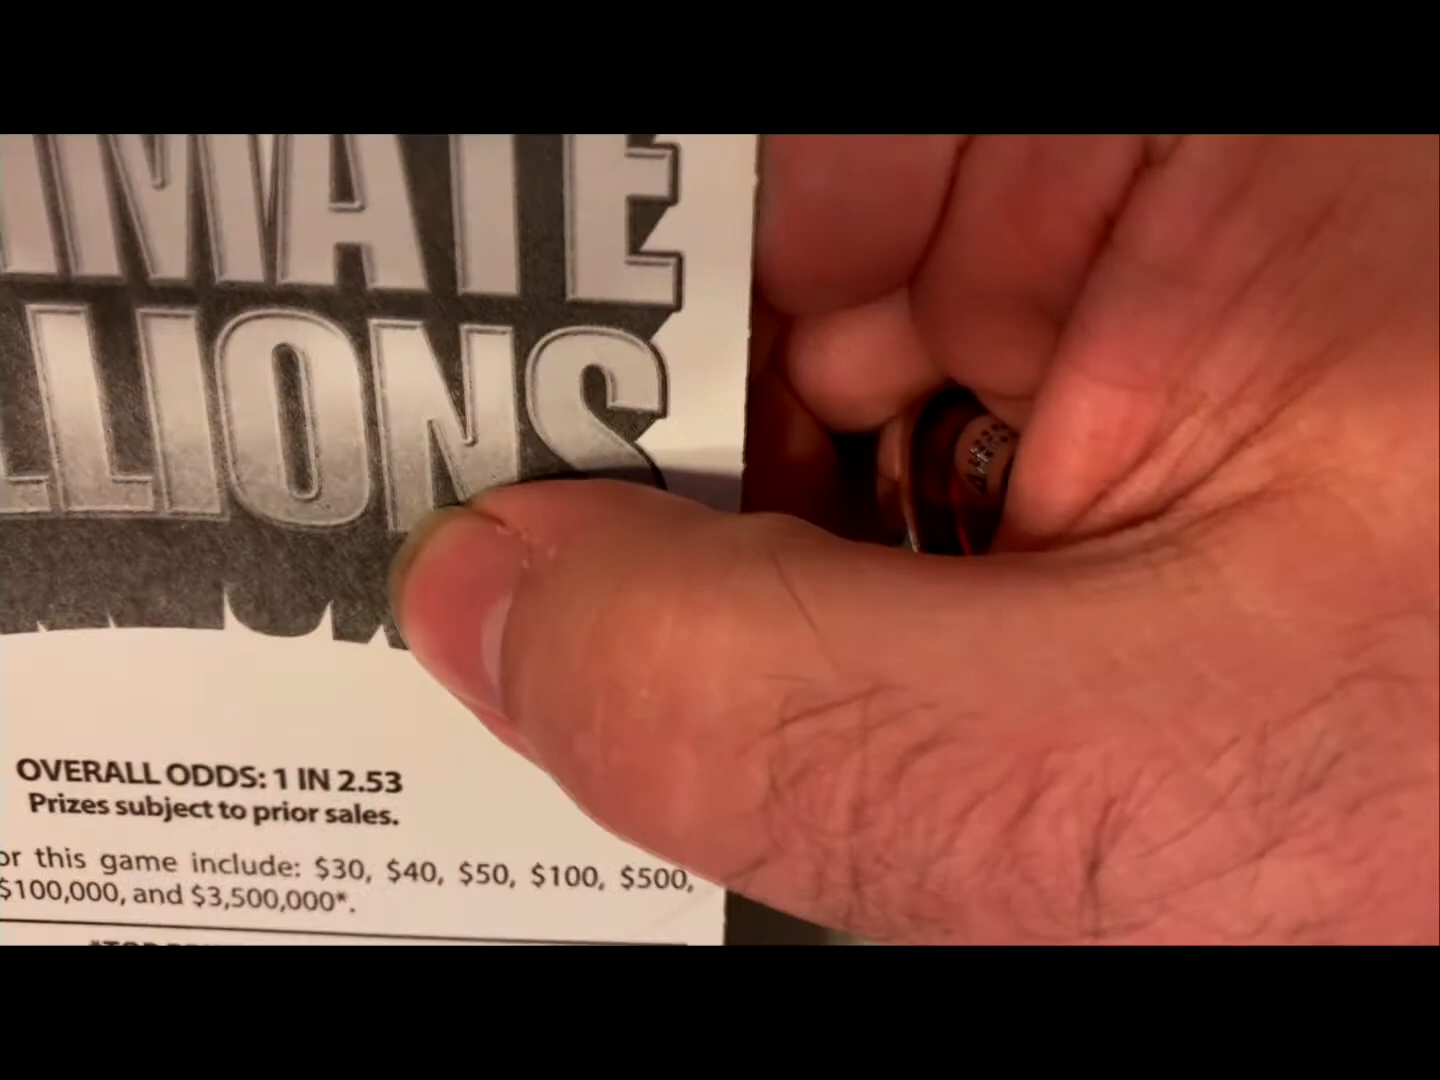 IMATE
LLIONS
OVERALL ODDS: 1 IN 2.53
Prizes subject to prior sales.
or this game include: $30, $40, $50, $100, $500,
$100,000, and $3,500,000*.